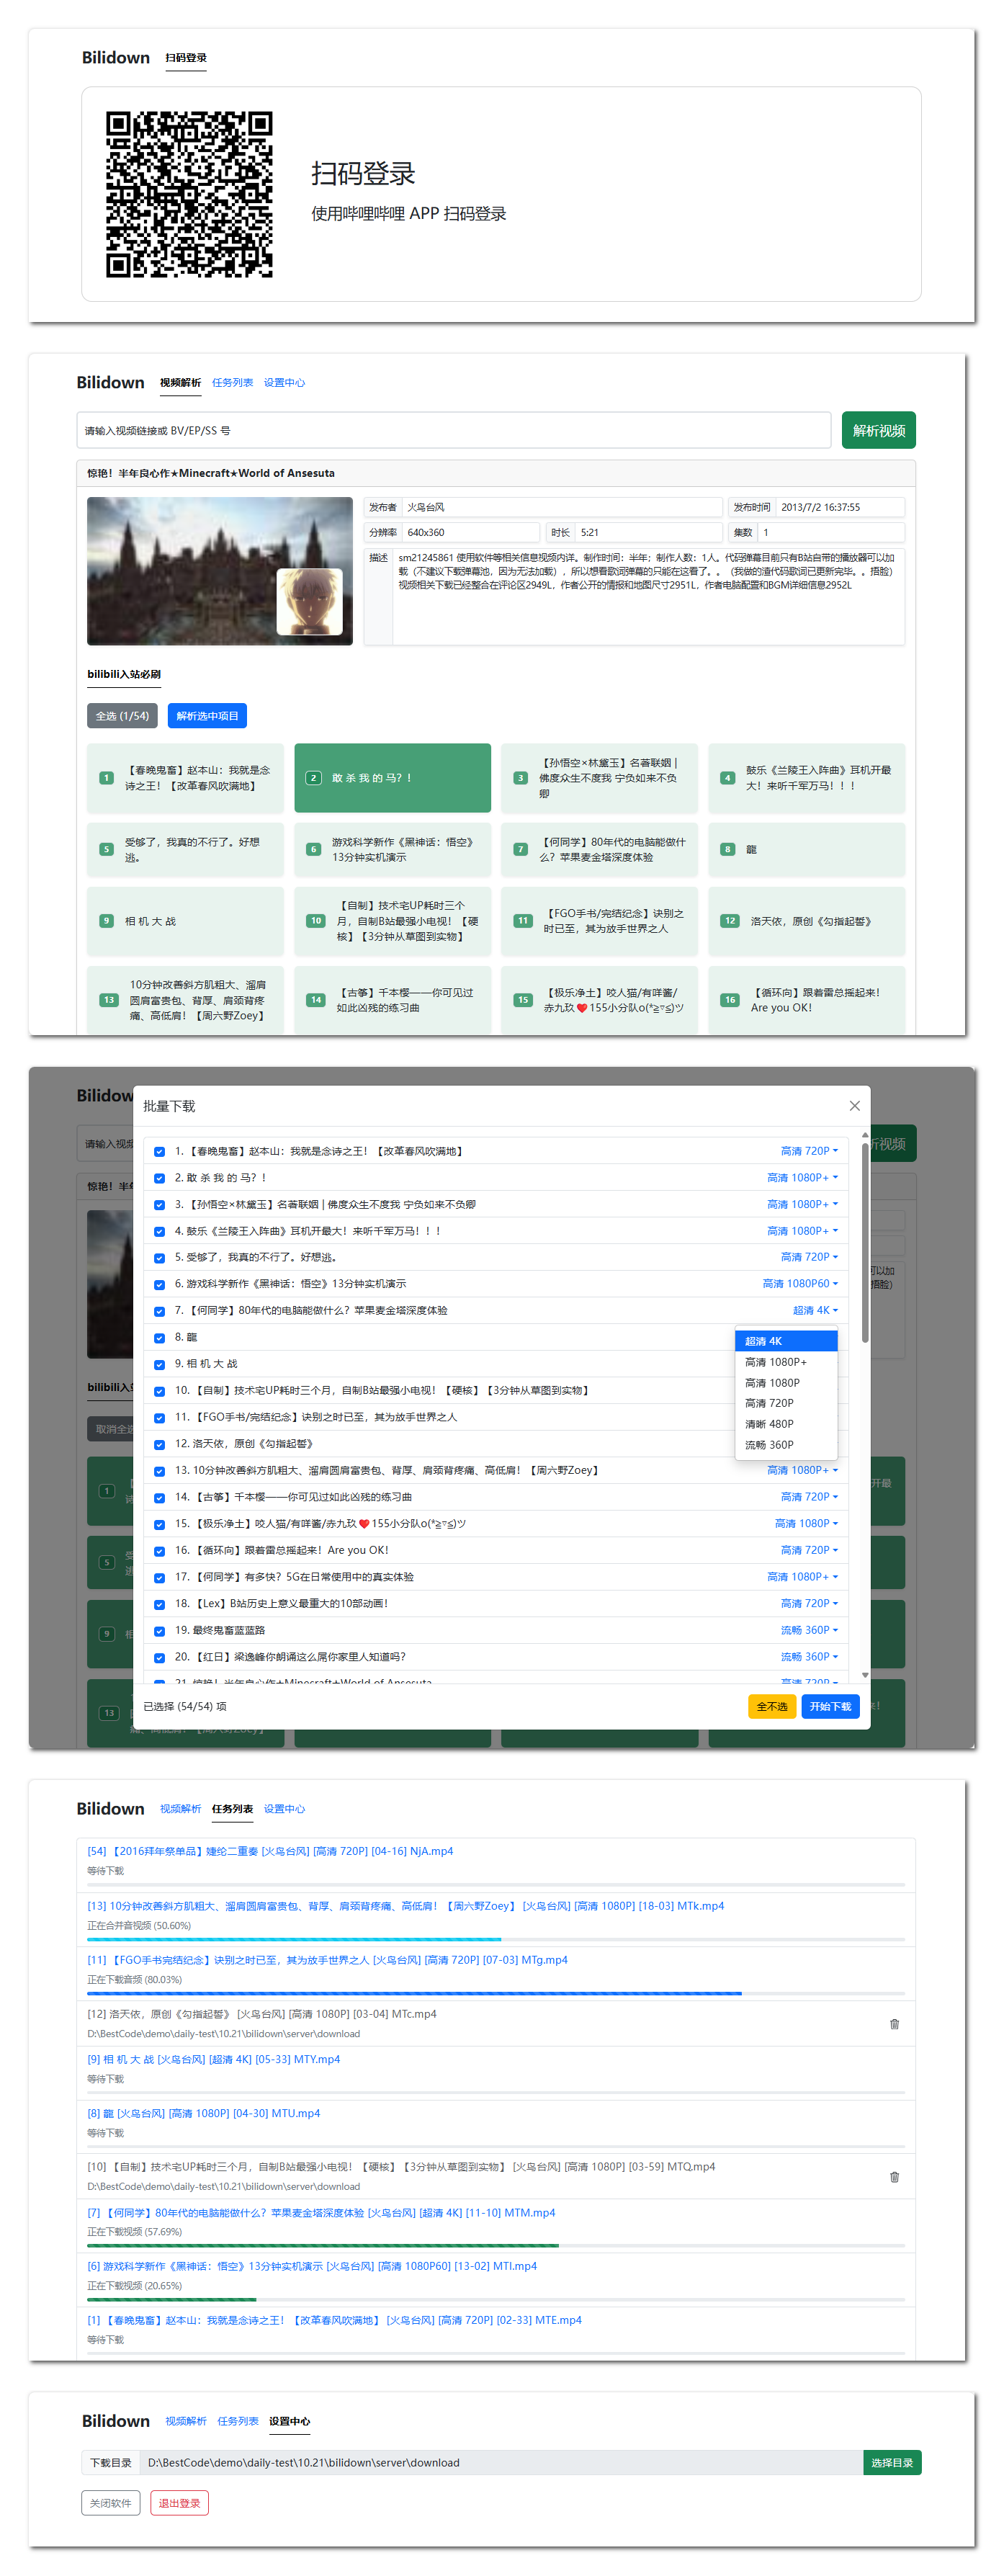 Bilidown 扫码登录
扫码登录
使用哔哩哔哩 APP 扫码登录
Bilidown 视频解析 任务列表 设置中心
请输入视频链接或 BV/EP/SS 号 解析视频
惊艳！半年良心作★Minecraft★World of Ansesuta
发布者 火鸟台风 发布时间 2013/7/2 16:37:55
分辨率 640x360 时长 5:21 集数 1
描述 sm21245861 使用软件等相关信息视频内详。制作时间：半年；制作人数：1人。代码弹幕目前只有B站自带的播放器可以加
载（不建议下载弹幕池，因为无法加载），所以想看歌词弹幕的只能在这看了。。（我做的渣代码歌词已更新完毕。。捂脸）
视频相关下载已经整合在评论区2949L，作者公开的情报和地图尺寸2951L，作者电脑配置和BGM详细信息2952L
bilibili入站必刷
全选 (1/54) 解析选中项目
1 【春晚鬼畜】赵本山：我就是念
诗之王！【改革春风吹满地】
2 敢 杀 我 的 马？！
3 【孙悟空×林黛玉】名著联姻 |
佛度众生不度我 宁负如来不负
卿
4 鼓乐《兰陵王入阵曲》耳机开最
大！来听千军万马！！！
5 受够了，我真的不行了。好想
逃。
6 游戏科学新作《黑神话：悟空》
13分钟实机演示
7 【何同学】80年代的电脑能做什
么？苹果麦金塔深度体验
8 龍
9 相 机 大 战
10 【自制】技术宅UP耗时三个
月，自制B站最强小电视！【硬
核】【3分钟从草图到实物】
11 【FGO手书/完结纪念】诀别之
时已至，其为放手世界之人
12 洛天依，原创《勾指起誓》
13 10分钟改善斜方肌粗大、溜肩
圆肩富贵包、背厚、肩颈背疼
痛、高低肩！【周六野Zoey】
14 【古筝】千本樱——你可见过
如此凶残的练习曲
15 【极乐净土】咬人猫/有咩酱/
赤九玖❤️155小分队o(*≧▽≦)ツ
16 【循环向】跟着雷总摇起来！
Are you OK！
Bilidown
批量下载
请输入视频 析视频
惊艳！半年
1. 【春晚鬼畜】赵本山：我就是念诗之王！【改革春风吹满地】 高清 720P
2. 敢 杀 我 的 马？！ 高清 1080P+
3. 【孙悟空×林黛玉】名著联姻 | 佛度众生不度我 宁负如来不负卿 高清 1080P+
4. 鼓乐《兰陵王入阵曲》耳机开最大！来听千军万马！！！ 高清 1080P+
5. 受够了，我真的不行了。好想逃。 高清 720P
6. 游戏科学新作《黑神话：悟空》13分钟实机演示 高清 1080P60
7. 【何同学】80年代的电脑能做什么？苹果麦金塔深度体验 超清 4K
8. 龍
9. 相 机 大 战
10. 【自制】技术宅UP耗时三个月，自制B站最强小电视！【硬核】【3分钟从草图到实物】
11. 【FGO手书/完结纪念】诀别之时已至，其为放手世界之人
12. 洛天依，原创《勾指起誓》
超清 4K
高清 1080P+
高清 1080P
高清 720P
清晰 480P
流畅 360P
13. 10分钟改善斜方肌粗大、溜肩圆肩富贵包、背厚、肩颈背疼痛、高低肩！【周六野Zoey】 高清 1080P+
14. 【古筝】千本樱——你可见过如此凶残的练习曲 高清 720P
15. 【极乐净土】咬人猫/有咩酱/赤九玖❤️155小分队o(*≧▽≦)ツ 高清 1080P
16. 【循环向】跟着雷总摇起来！Are you OK！ 高清 720P
17. 【何同学】有多快？5G在日常使用中的真实体验 高清 1080P+
18. 【Lex】B站历史上意义最重大的10部动画！ 高清 720P
19. 最终鬼畜蓝蓝路 流畅 360P
20. 【红日】梁逸峰你朗诵这么屌你家里人知道吗？ 流畅 360P
21. 惊艳！半年良心作★Minecraft★World of Ansesuta 高清 720P
已选择 (54/54) 项 全不选 开始下载
bilibili入站
取消全选
1
5
9
13
Bilidown 视频解析 任务列表 设置中心
[54] 【2016拜年祭单品】婕纶二重奏 [火鸟台风] [高清 720P] [04-16] NjA.mp4
等待下载
[13] 10分钟改善斜方肌粗大、溜肩圆肩富贵包、背厚、肩颈背疼痛、高低肩！【周六野Zoey】 [火鸟台风] [高清 1080P] [18-03] MTk.mp4
正在合并音视频 (50.60%)
[11] 【FGO手书完结纪念】诀别之时已至，其为放手世界之人 [火鸟台风] [高清 720P] [07-03] MTg.mp4
正在下载音频 (80.03%)
[12] 洛天依，原创《勾指起誓》 [火鸟台风] [高清 1080P] [03-04] MTc.mp4
D:\BestCode\demo\daily-test\10.21\bilidown\server\download
[9] 相 机 大 战 [火鸟台风] [超清 4K] [05-33] MTY.mp4
等待下载
[8] 龍 [火鸟台风] [高清 1080P] [04-30] MTU.mp4
等待下载
[10] 【自制】技术宅UP耗时三个月，自制B站最强小电视！【硬核】【3分钟从草图到实物】 [火鸟台风] [高清 1080P] [03-59] MTQ.mp4
D:\BestCode\demo\daily-test\10.21\bilidown\server\download
[7] 【何同学】80年代的电脑能做什么？苹果麦金塔深度体验 [火鸟台风] [超清 4K] [11-10] MTM.mp4
正在下载视频 (57.69%)
[6] 游戏科学新作《黑神话：悟空》13分钟实机演示 [火鸟台风] [高清 1080P60] [13-02] MTI.mp4
正在下载视频 (20.65%)
[1] 【春晚鬼畜】赵本山：我就是念诗之王！【改革春风吹满地】 [火鸟台风] [高清 720P] [02-33] MTE.mp4
等待下载
Bilidown 视频解析 任务列表 设置中心
下载目录 D:\BestCode\demo\daily-test\10.21\bilidown\server\download 选择目录
关闭软件 退出登录